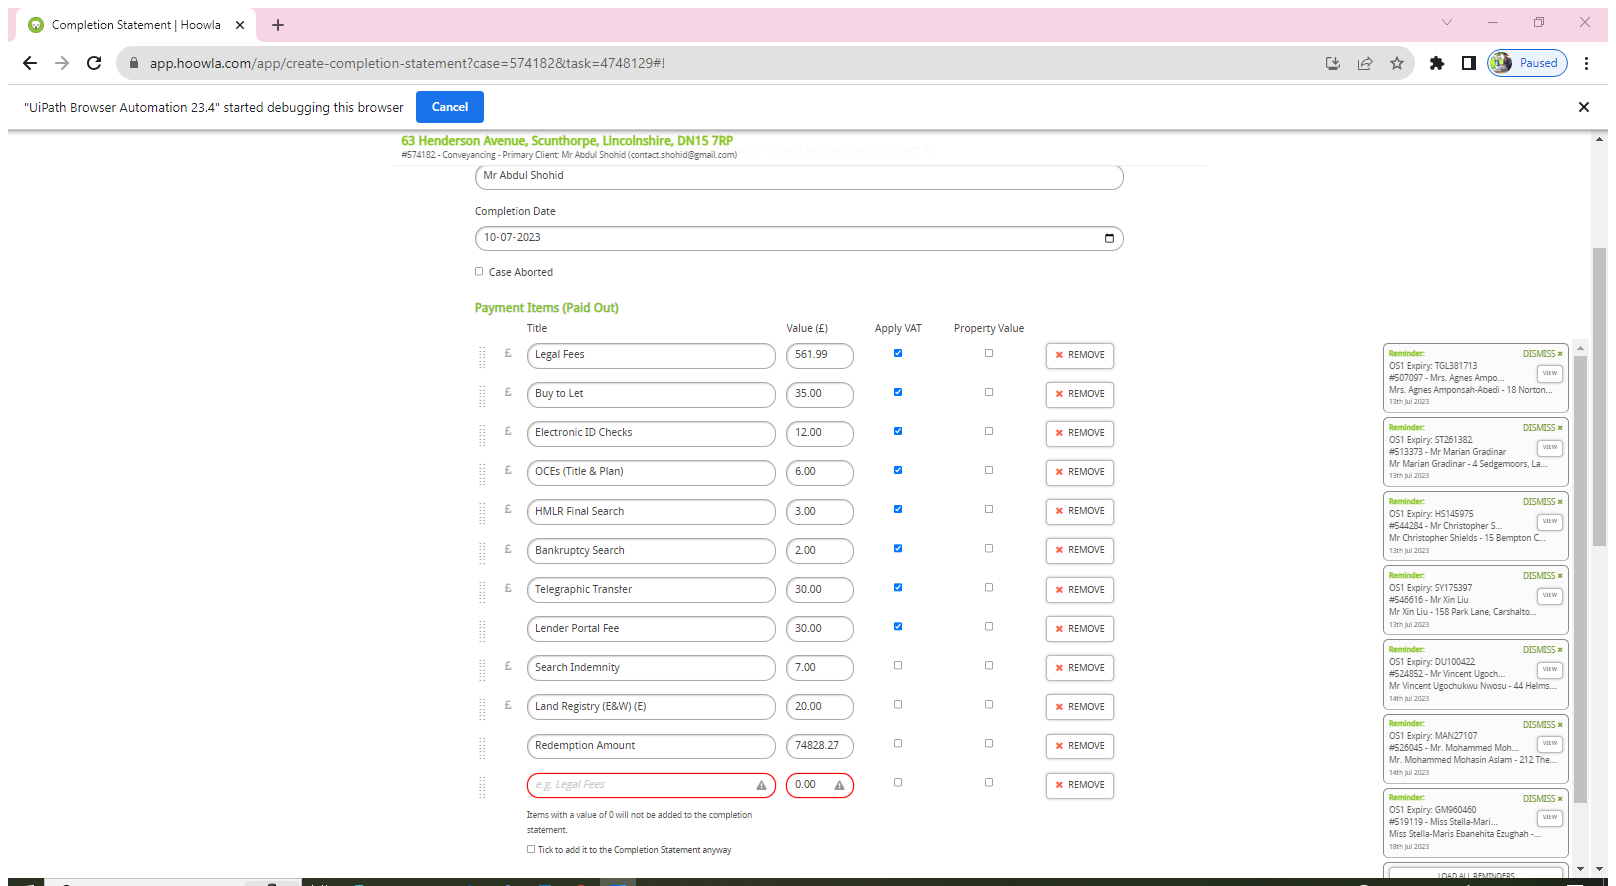 Completion Statement | Hoowla
app.hoowla.com/app/create-completion-statement?case=574182&task=4748129#!
Paused
"UiPath Browser Automation 23.4" started debugging this browser
Cancel
63 Henderson Avenue, Scunthorpe, Lincolnshire, DN15 7RP
#574182 - Conveyancing - Primary Client: Mr Abdul Shohid (contact.shohid@gmail.com)
Mr Abdul Shohid
Completion Date
10-07-2023
Case Aborted
Payment Items (Paid Out)
Title Value (£) Apply VAT Property Value
£ Legal Fees 561.99 REMOVE
£ Buy to Let 35.00 REMOVE
£ Electronic ID Checks 12.00 REMOVE
£ OCEs (Title & Plan) 6.00 REMOVE
£ HMLR Final Search 3.00 REMOVE
£ Bankruptcy Search 2.00 REMOVE
£ Telegraphic Transfer 30.00 REMOVE
Lender Portal Fee 30.00 REMOVE
£ Search Indemnity 7.00 REMOVE
£ Land Registry (E&W) (E) 20.00 REMOVE
Redemption Amount 74828.27 REMOVE
e.g. Legal Fees 0.00 REMOVE
Items with a value of 0 will not be added to the completion
statement.
Tick to add it to the Completion Statement anyway
Reminder: DISMISS
OS1 Expiry: TGL381713
#507097 - Mrs. Agnes Ampo... VIEW
Mrs. Agnes Amponsah-Abedi - 18 Norton...
13th Jul 2023
Reminder: DISMISS
OS1 Expiry: ST261382
#513373 - Mr Marian Gradinar VIEW
Mr Marian Gradinar - 4 Sedgemoors, La...
13th Jul 2023
Reminder: DISMISS
OS1 Expiry: HS145975
#544284 - Mr Christopher S... VIEW
Mr Christopher Shields - 15 Bempton C...
13th Jul 2023
Reminder: DISMISS
OS1 Expiry: SY175397
#546616 - Mr Xin Liu VIEW
Mr Xin Liu - 158 Park Lane, Carshalto...
13th Jul 2023
Reminder: DISMISS
OS1 Expiry: DU100422
#524852 - Mr Vincent Ugoch... VIEW
Mr Vincent Ugochukwu Nwosu - 44 Helms...
14th Jul 2023
Reminder: DISMISS
OS1 Expiry: MAN27107
#526045 - Mr. Mohammed Moh... VIEW
Mr. Mohammed Mohasin Aslam - 212 The...
14th Jul 2023
Reminder: DISMISS
OS1 Expiry: GM960460
#519119 - Miss Stella-Mari... VIEW
Miss Stella-Maris Ebanehita Ezughah -...
18th Jul 2023
LOAD ALL REMINDERS